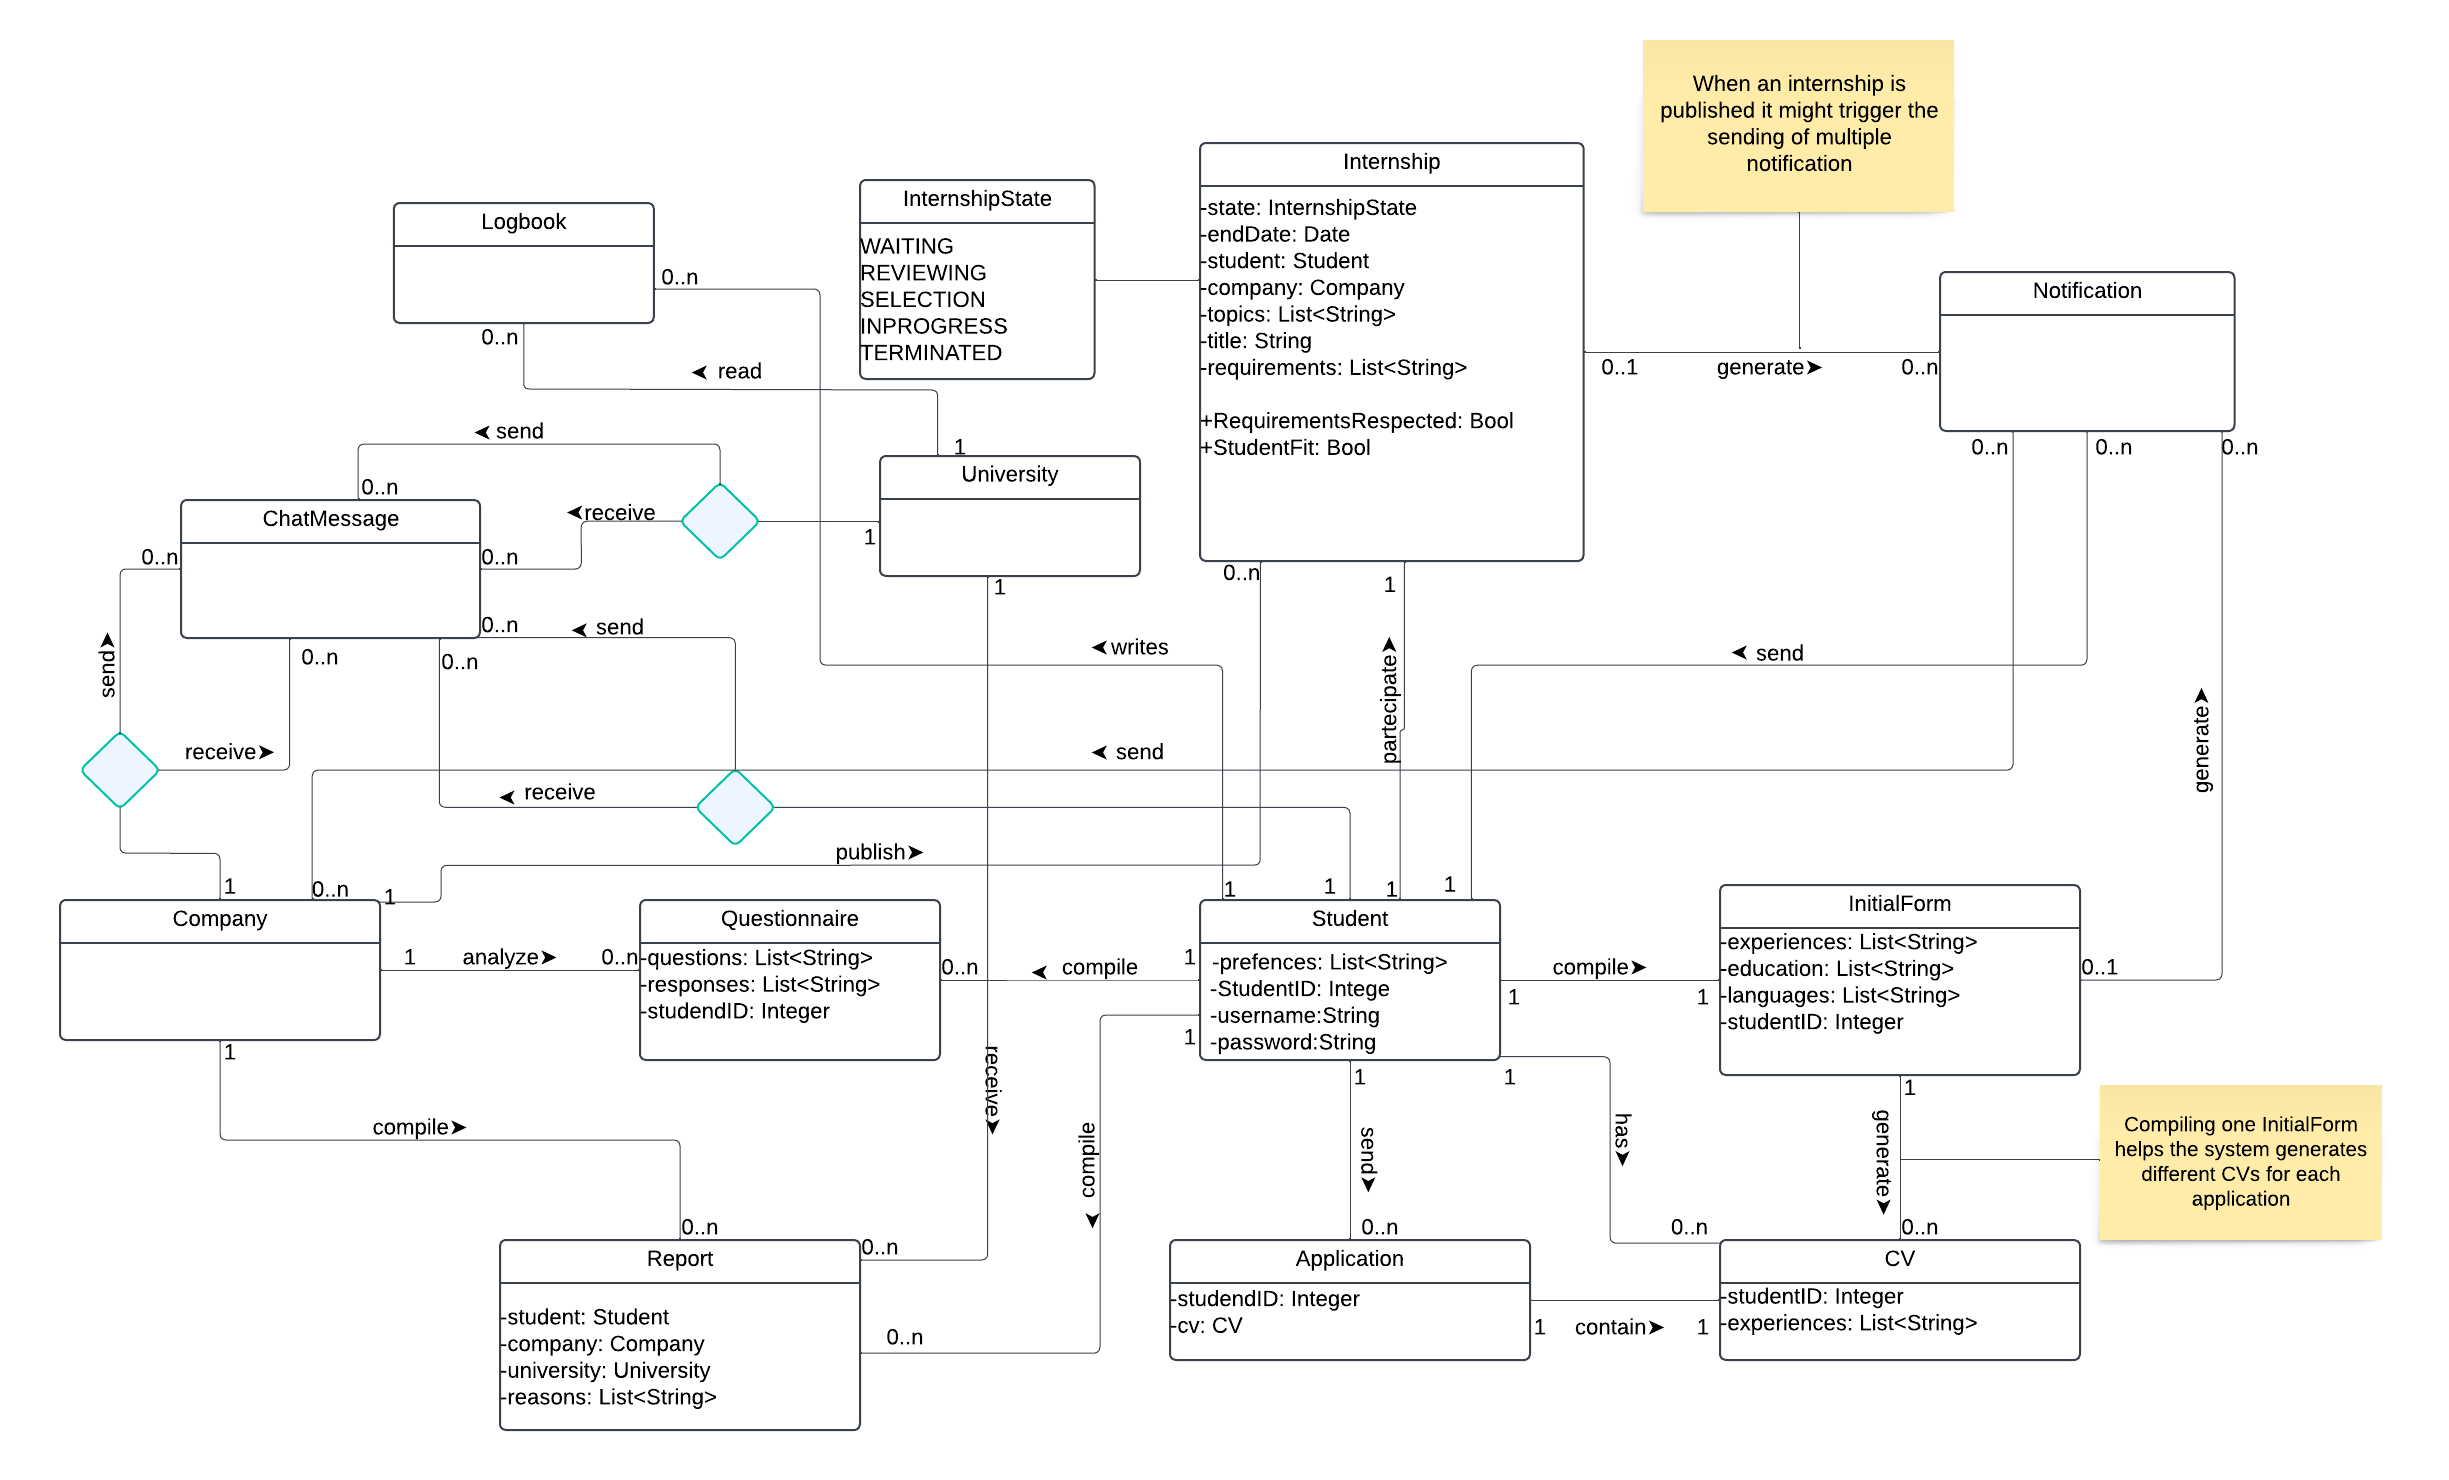 When an internship is
published it might trigger the
sending of multiple
notification
Internship
-state: InternshipState
-endDate: Date
-student: Student
-company: Company
-topics: List<String>
-title: String
-requirements: List<String>
+RequirementsRespected: Bool
+StudentFit: Bool
InternshipState
WAITING
REVIEWING
SELECTION
INPROGRESS
TERMINATED
Logbook
0..n
0..n
read
1
Notification
0..1
generate
0..n
0..n
0..n
0..n
send
0..n
University
receive
1
1
ChatMessage
0..n
0..n
0..n
send
0..n
0..n
send
receive
0..n
1
partecipate
writes
send
send
generate
receive
publish
1
0..n
1
1
1
1
1
Company
1
analyze
0..n
Questionnaire
-questions: List<String>
-responses: List<String>
-studendID: Integer
0..n
compile
1
1
Student
-prefences: List<String>
-StudentID: Intege
-username:String
-password:String
compile
1
1
InitialForm
-experiences: List<String>
-education: List<String>
-languages: List<String>
-studentID: Integer
0..1
1
receive
1
1
1
compile
compile
send
has
generate
Compiling one InitialForm
helps the system generates
different CVs for each
application
0..n
0..n
0..n
0..n
0..n
0..n
Report
-student: Student
-company: Company
-university: University
-reasons: List<String>
Application
-studendID: Integer
-cv: CV
1
contain
1
CV
-studentID: Integer
-experiences: List<String>